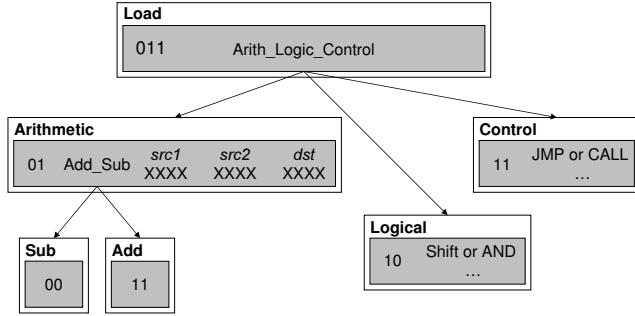 Load
011 Arith_Logic_Control
Arithmetic
01 Add_Sub src1 src2 dst
XXXX XXXX XXXX
Control
11 JMP or CALL
...
Logical
10 Shift or AND
...
Sub
00
Add
11